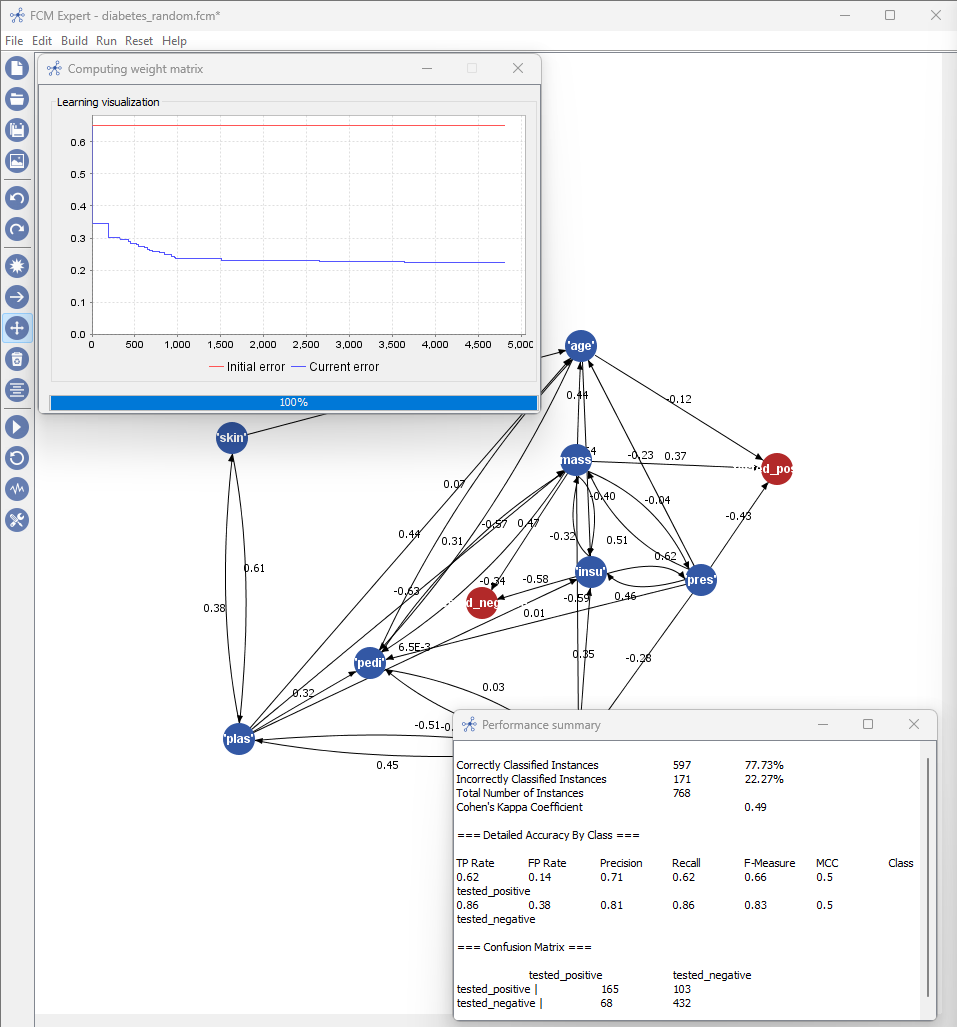 FCM Expert - diabetes_random.fcm*
File Edit Build Run Reset Help
Computing weight matrix
Learning visualization
0.6
0.5
0.4
0.3
0.2
0.1
0.0
0 500 1,000 1,500 2,000 2,500 3,000 3,500 4,000 4,500 5,000
Initial error Current error
100%
'age'
0.44
-0.12
'skin'
mass
-0.23
0.37
d_pos
0.07
-0.40
-0.04
-0.43
0.44
-0.57
0.47
0.31
-0.32
0.51
0.62
0.61
'insu'
'pres'
-0.34
-0.58
-0.63
-0.59
0.46
0.38
d_neg
0.01
6.5E-3
0.35
-0.28
'pedi'
0.32
0.03
'plas'
-0.51
0.45
Performance summary
Correctly Classified Instances 597 77.73%
Incorrectly Classified Instances 171 22.27%
Total Number of Instances 768
Cohen's Kappa Coefficient 0.49
=== Detailed Accuracy By Class ===
TP Rate FP Rate Precision Recall F-Measure MCC Class
0.62 0.14 0.71 0.62 0.66 0.5
tested_positive
0.86 0.38 0.81 0.86 0.83 0.5
tested_negative
=== Confusion Matrix ===
tested_positive tested_negative
tested_positive | 165 103
tested_negative | 68 432